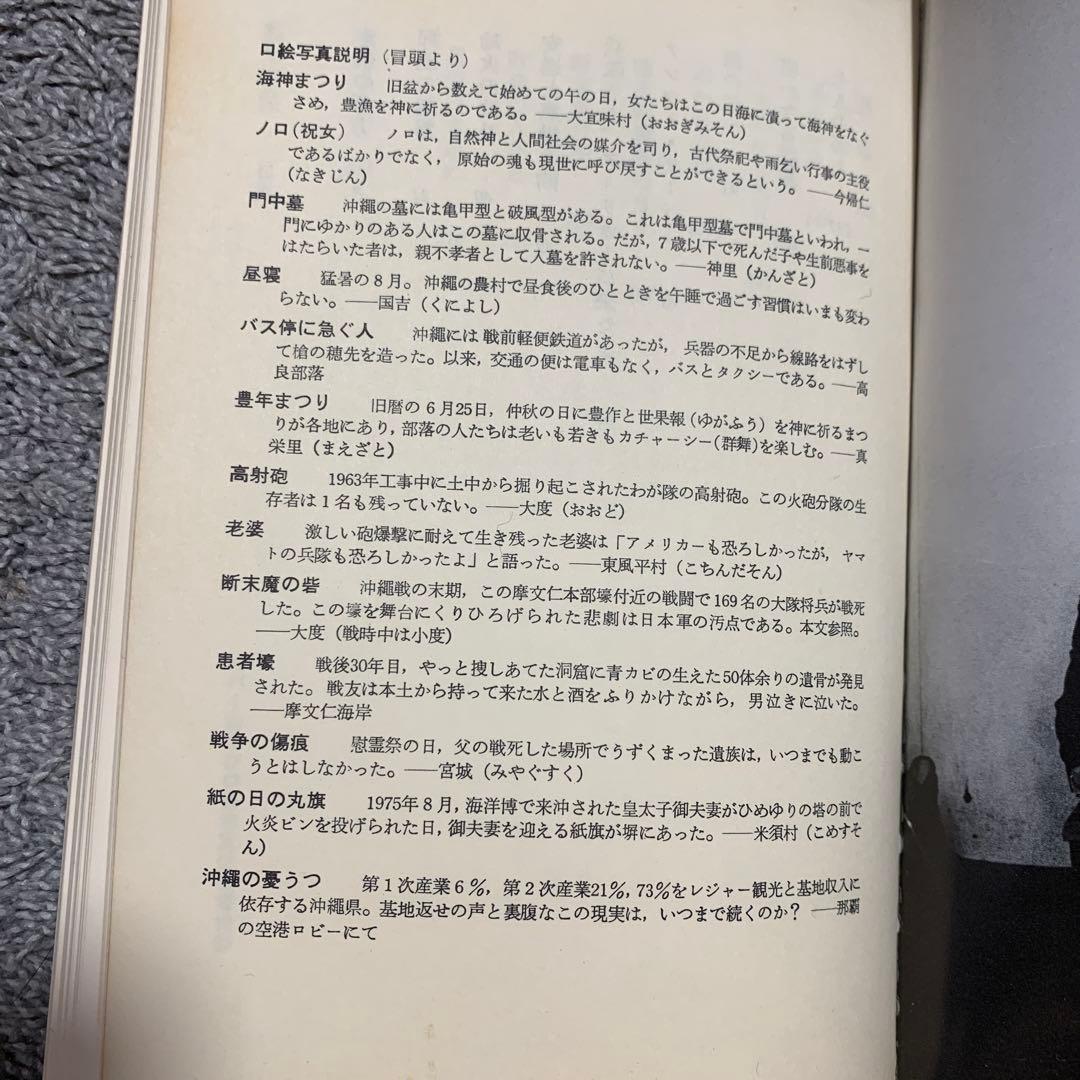 口絵写真説明（冒頭より）
海神まつり　旧盆から数えて始めての午の日，女たちはこの日海に漬って海神をなぐ
さめ，豊漁を神に祈るのである。――大宜味村（おおぎみそん）
ノロ（祝女）　ノロは，自然神と人間社会の媒介を司り，古代祭祀や雨乞い行事の主役
であるばかりでなく，原始の魂も現世に呼び戻すことができるという。――今帰仁
（なきじん）
門中墓　沖縄の墓には亀甲型と破風型がある。これは亀甲型墓で門中墓といわれ，一
門にゆかりのある人はこの墓に収骨される。だが，7歳以下で死んだ子や生前悪事を
はたらいた者は，親不孝者として入墓を許されない。――神里（かんざと）
昼寝　猛暑の8月。沖縄の農村で昼食後のひとときを午睡で過ごす習慣はいまも変わ
らない。――国吉（くによし）
バス停に急ぐ人　沖縄には戦前軽便鉄道があったが，兵器の不足から線路をはずし
て槍の穂先を造った。以来，交通の便は電車もなく，バスとタクシーである。――高
良部落
豊年まつり　旧暦の6月25日，仲秋の日に豊作と世果報（ゆがふう）を神に祈るまつ
りが各地にあり，部落の人たちは老いも若きもカチャーシー（群舞）を楽しむ。――真
栄里（まえざと）
高射砲　1963年工事中に土中から掘り起こされたわが隊の高射砲。この火砲分隊の生
存者は1名も残っていない。――大度（おおど）
老婆　激しい砲爆撃に耐えて生き残った老婆は「アメリカーも恐ろしかったが，ヤマ
トの兵隊も恐ろしかったよ」と語った。――東風平村（こちんだそん）
断末魔の砦　沖縄戦の末期，この摩文仁本部壕付近の戦闘で169名の大隊将兵が戦死
した。この壕を舞台にくりひろげられた悲劇は日本軍の汚点である。本文参照。
――大度（戦時中は小度）
患者壕　戦後30年目，やっと捜しあてた洞窟に青カビの生えた50体余りの遺骨が発見
された。戦友は本土から持って来た水と酒をふりかけながら，男泣きに泣いた。
――摩文仁海岸
戦争の傷痕　慰霊祭の日，父の戦死した場所でうずくまった遺族は，いつまでも動こ
うとはしなかった。――宮城（みやぐすく）
紙の日の丸旗　1975年8月，海洋博で来沖された皇太子御夫妻がひめゆりの塔の前で
火炎ビンを投げられた日，御夫妻を迎える紙旗が塀にあった。――米須村（こめすそ
ん）
沖縄の憂うつ　第1次産業6％，第2次産業21％，73％をレジャー観光と基地収入に
依存する沖縄県。基地返せの声と裏腹なこの現実は，いつまで続くのか？――那覇
の空港ロビーにて